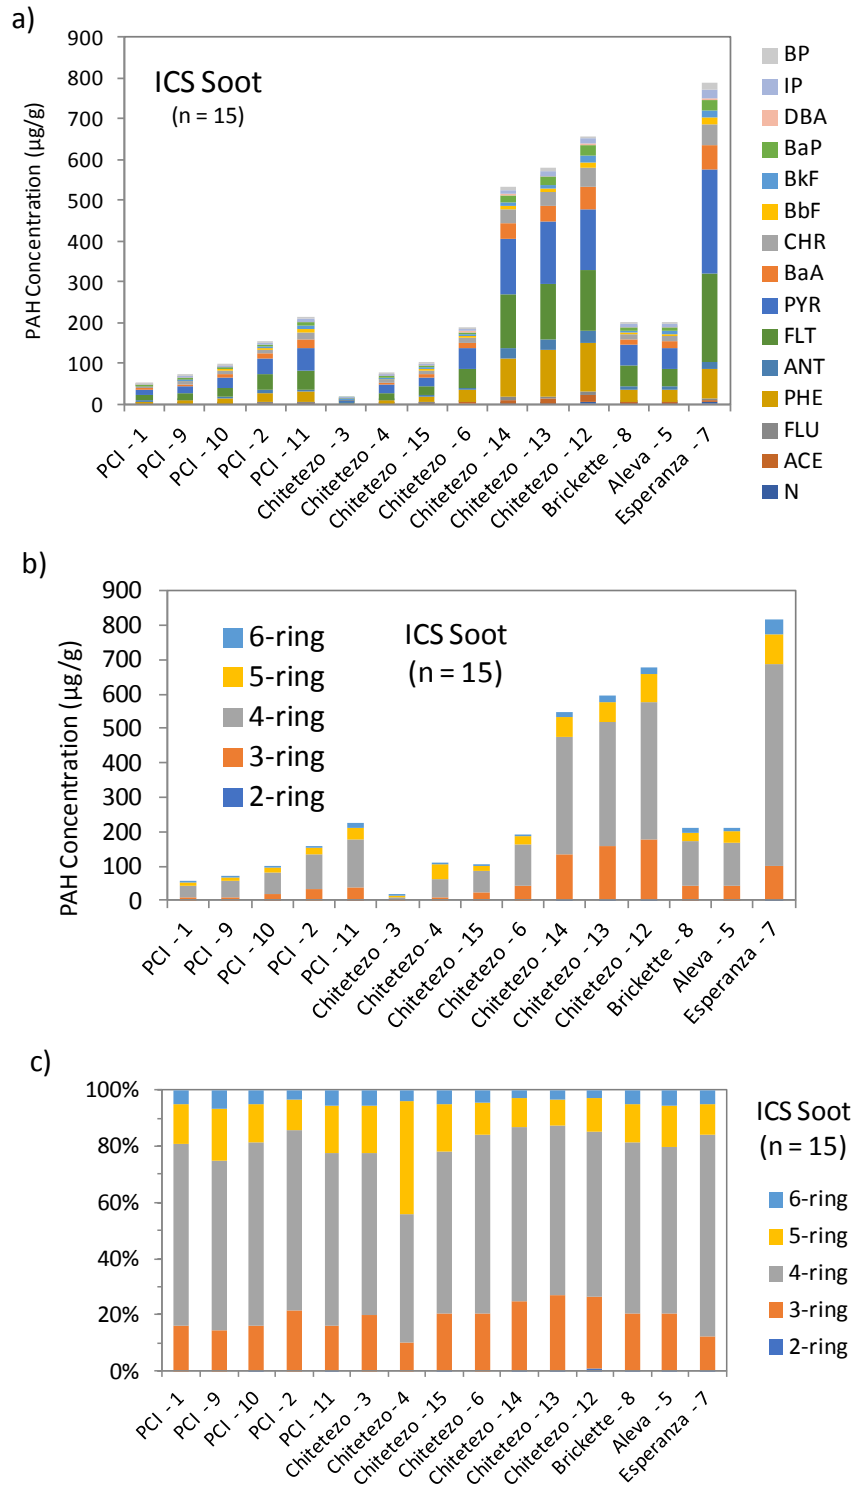 a)
ICS Soot
(n = 15)
PAH Concentration (µg/g)
900
800
700
600
500
400
300
200
100
0
PCI - 1
PCI - 9
PCI - 10
PCI - 2
PCI - 11
Chitetezo - 3
Chitetezo - 4
Chitetezo - 15
Chitetezo - 6
Chitetezo - 14
Chitetezo - 13
Chitetezo - 12
Brickette - 8
Aleva - 5
Esperanza - 7
BP
IP
DBA
BaP
BkF
BbF
CHR
BaA
PYR
FLT
ANT
PHE
FLU
ACE
N
b)
ICS Soot
(n = 15)
6-ring
5-ring
4-ring
3-ring
2-ring
PAH Concentration (µg/g)
900
800
700
600
500
400
300
200
100
0
PCI - 1
PCI - 9
PCI - 10
PCI - 2
PCI - 11
Chitetezo - 3
Chitetezo - 4
Chitetezo - 15
Chitetezo - 6
Chitetezo - 14
Chitetezo - 13
Chitetezo - 12
Brickette - 8
Aleva - 5
Esperanza - 7
c)
100%
80%
60%
40%
20%
0%
PCI - 1
PCI - 9
PCI - 10
PCI - 2
PCI - 11
Chitetezo - 3
Chitetezo - 4
Chitetezo - 15
Chitetezo - 6
Chitetezo - 14
Chitetezo - 13
Chitetezo - 12
Brickette - 8
Aleva - 5
Esperanza - 7
ICS Soot
(n = 15)
6-ring
5-ring
4-ring
3-ring
2-ring